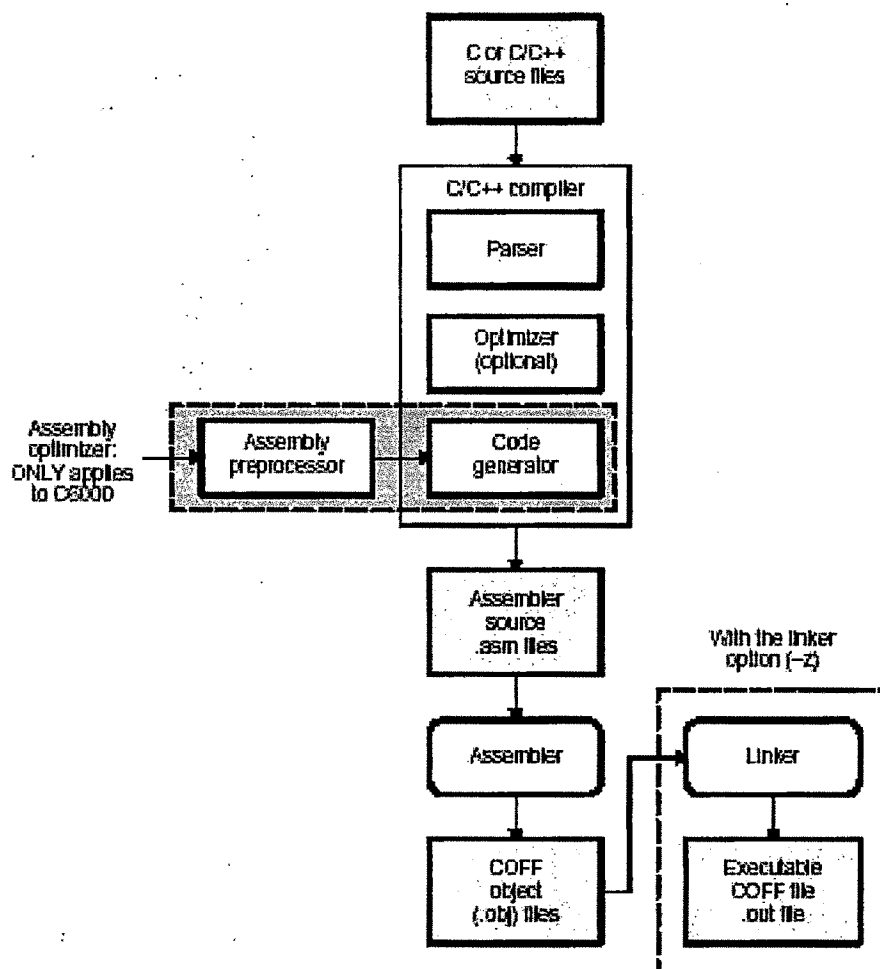 C or C/C++
source files
C/C++ compiler
Parser
Optimizer
(optional)
Assembly
optimizer:
ONLY applies
to C6000
Assembly
preprocessor
Code
generator
Assembler
source
.asm files
With the linker
option (–z)
Assembler
Linker
COFF
object
(.obj) files
Executable
COFF file
.out file